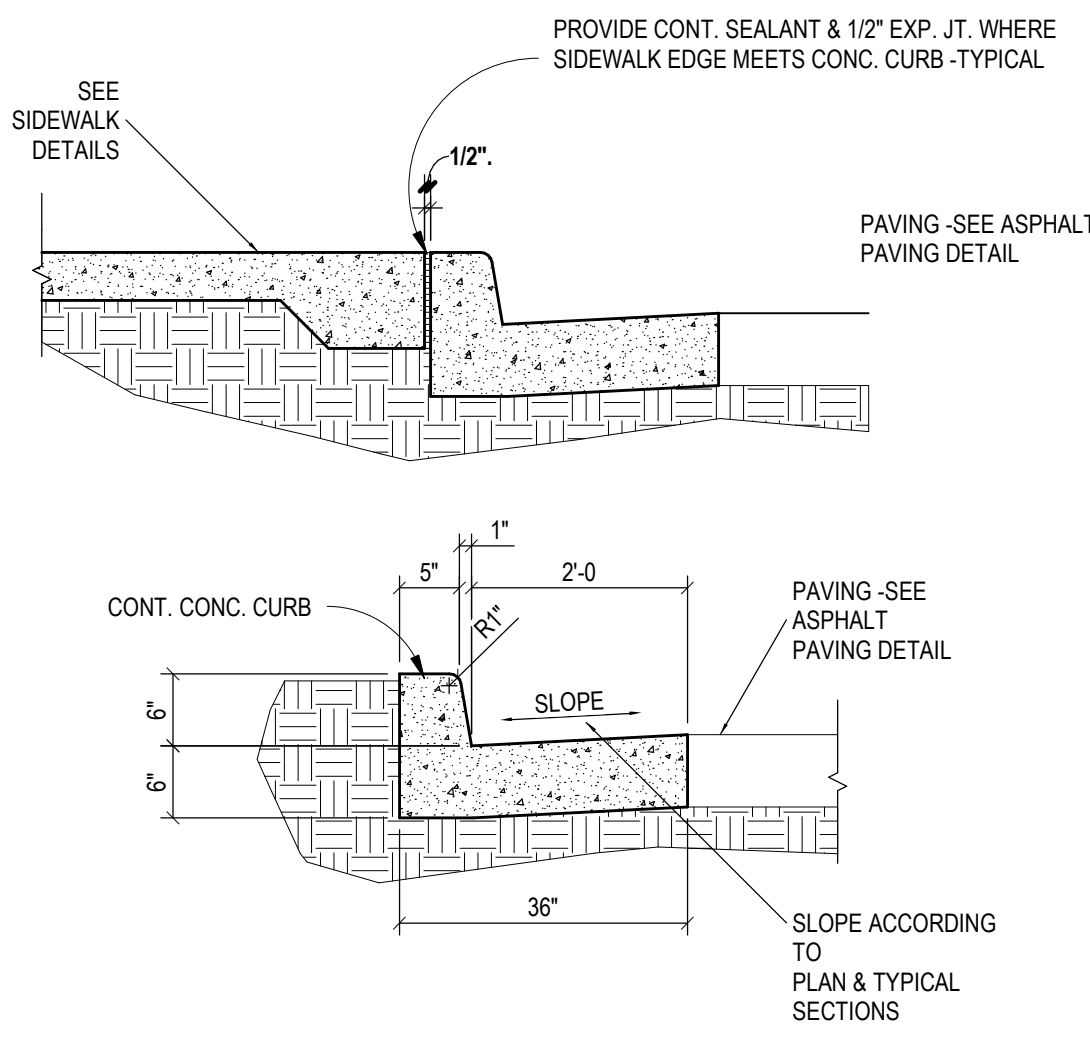 PROVIDE CONT. SEALANT & 1/2" EXP. JT. WHERE
SIDEWALK EDGE MEETS CONC. CURB -TYPICAL
SEE
SIDEWALK
DETAILS
1/2".
PAVING -SEE ASPHALT
PAVING DETAIL
1"
5"
2'-0
CONT. CONC. CURB
R1"
PAVING -SEE
ASPHALT
PAVING DETAIL
SLOPE
6"
6"
36"
SLOPE ACCORDING
TO
PLAN & TYPICAL
SECTIONS